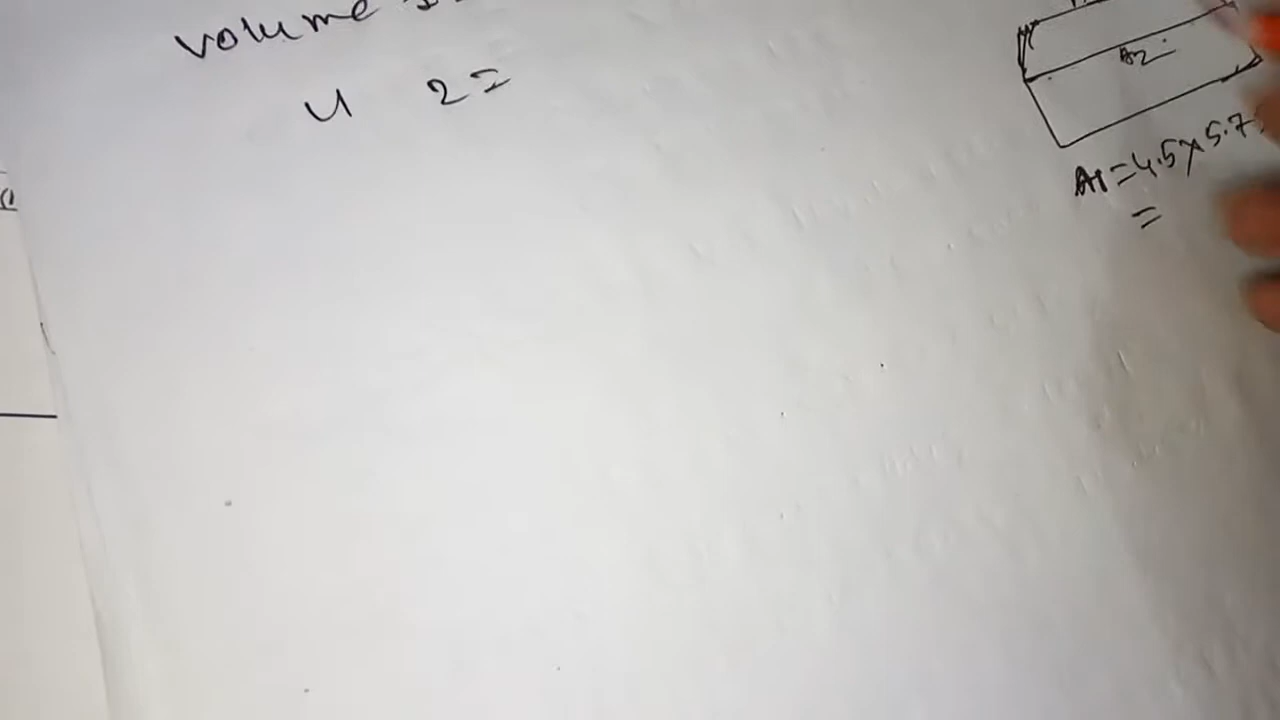 volume
u 2=
A2
A1=4.5×5.7
=